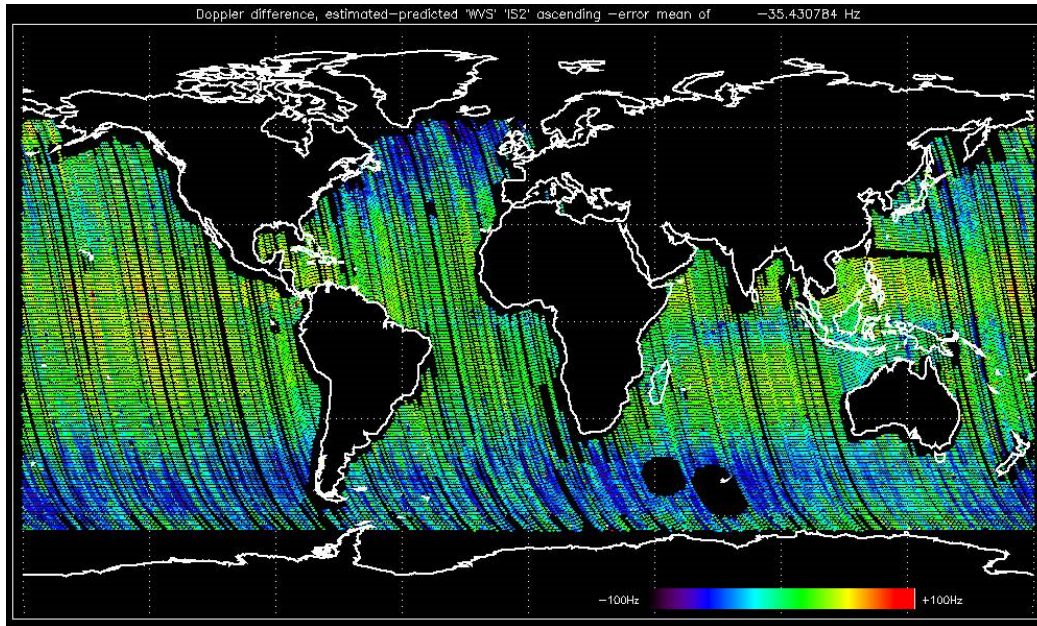 Doppler difference, estimated-predicted 'WVS' 'IS2' ascending -error mean of -35.430784 Hz
-100Hz +100Hz